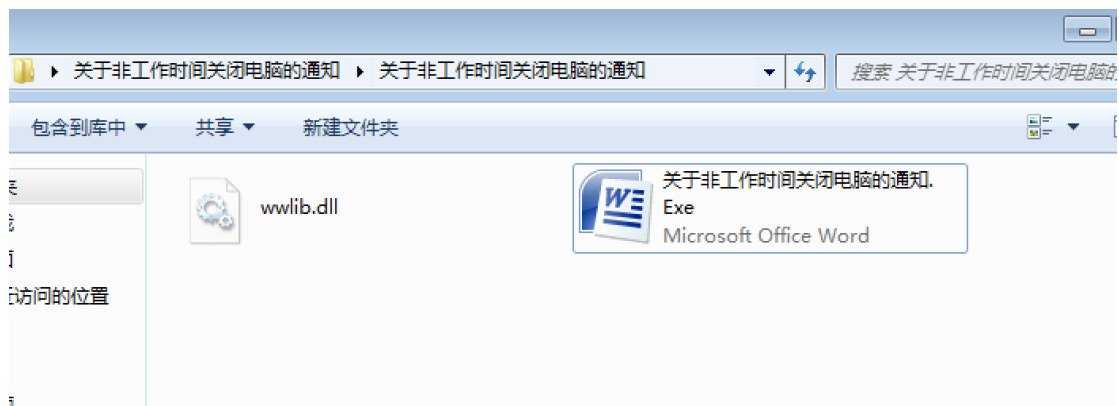 关于非工作时间关闭电脑的通知 关于非工作时间关闭电脑的通知 搜索 关于非工作时间关闭电脑的
包含到库中 共享 新建文件夹
wwlib.dll
关于非工作时间关闭电脑的通知.
Exe
Microsoft Office Word
访问的位置